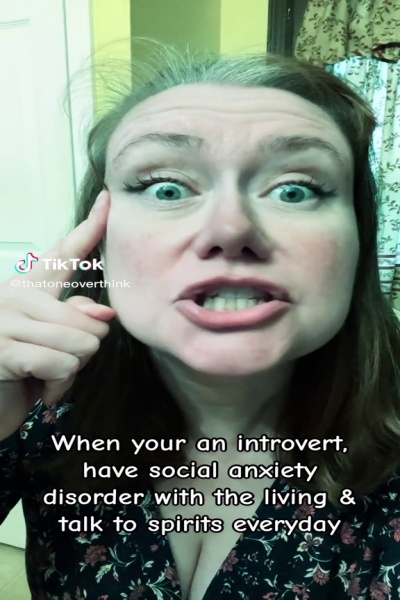 TikTok
@thatoneoverthink
When your an introvert,
have social anxiety
disorder with the living &
talk to spirits everyday